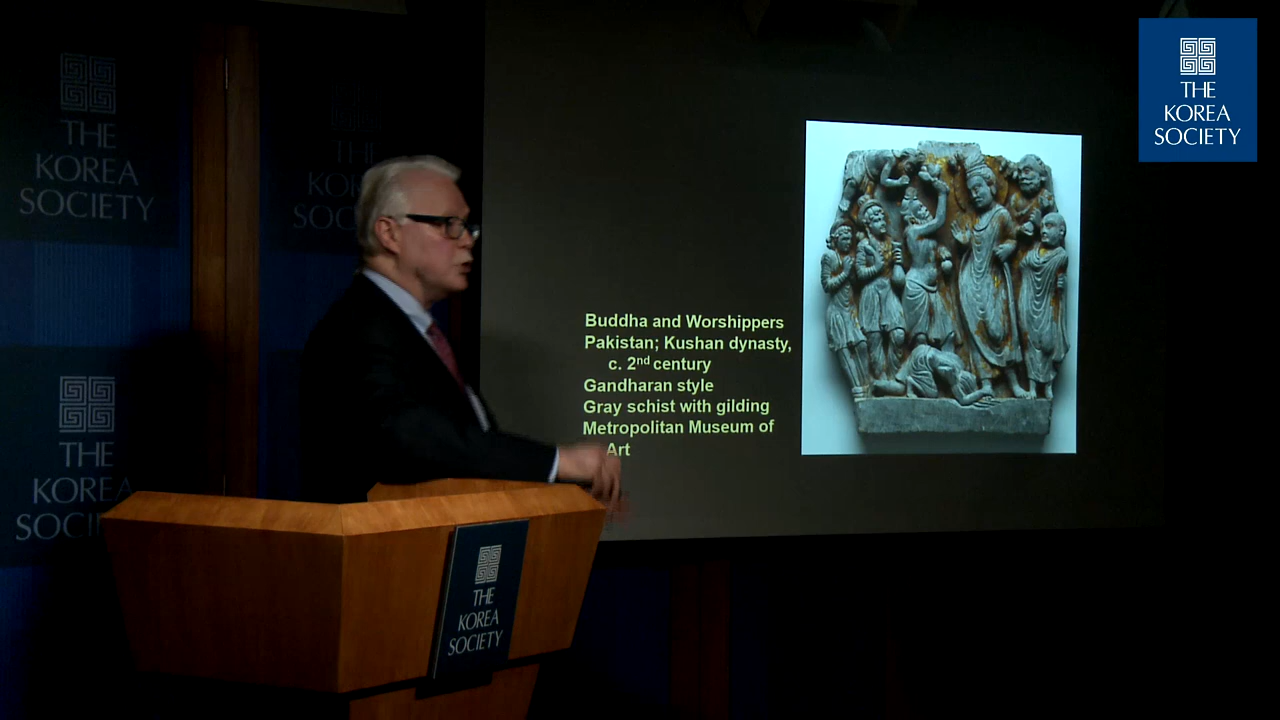 THE
KOREA
SOCIETY
THE
KOREA
SOCIETY
THE
KOREA
SOCIETY
Buddha and Worshippers
Pakistan; Kushan dynasty,
c. 2nd century
Gandharan style
Gray schist with gilding
Metropolitan Museum of
Art
THE
KOREA
THE
KOREA
SOCIETY